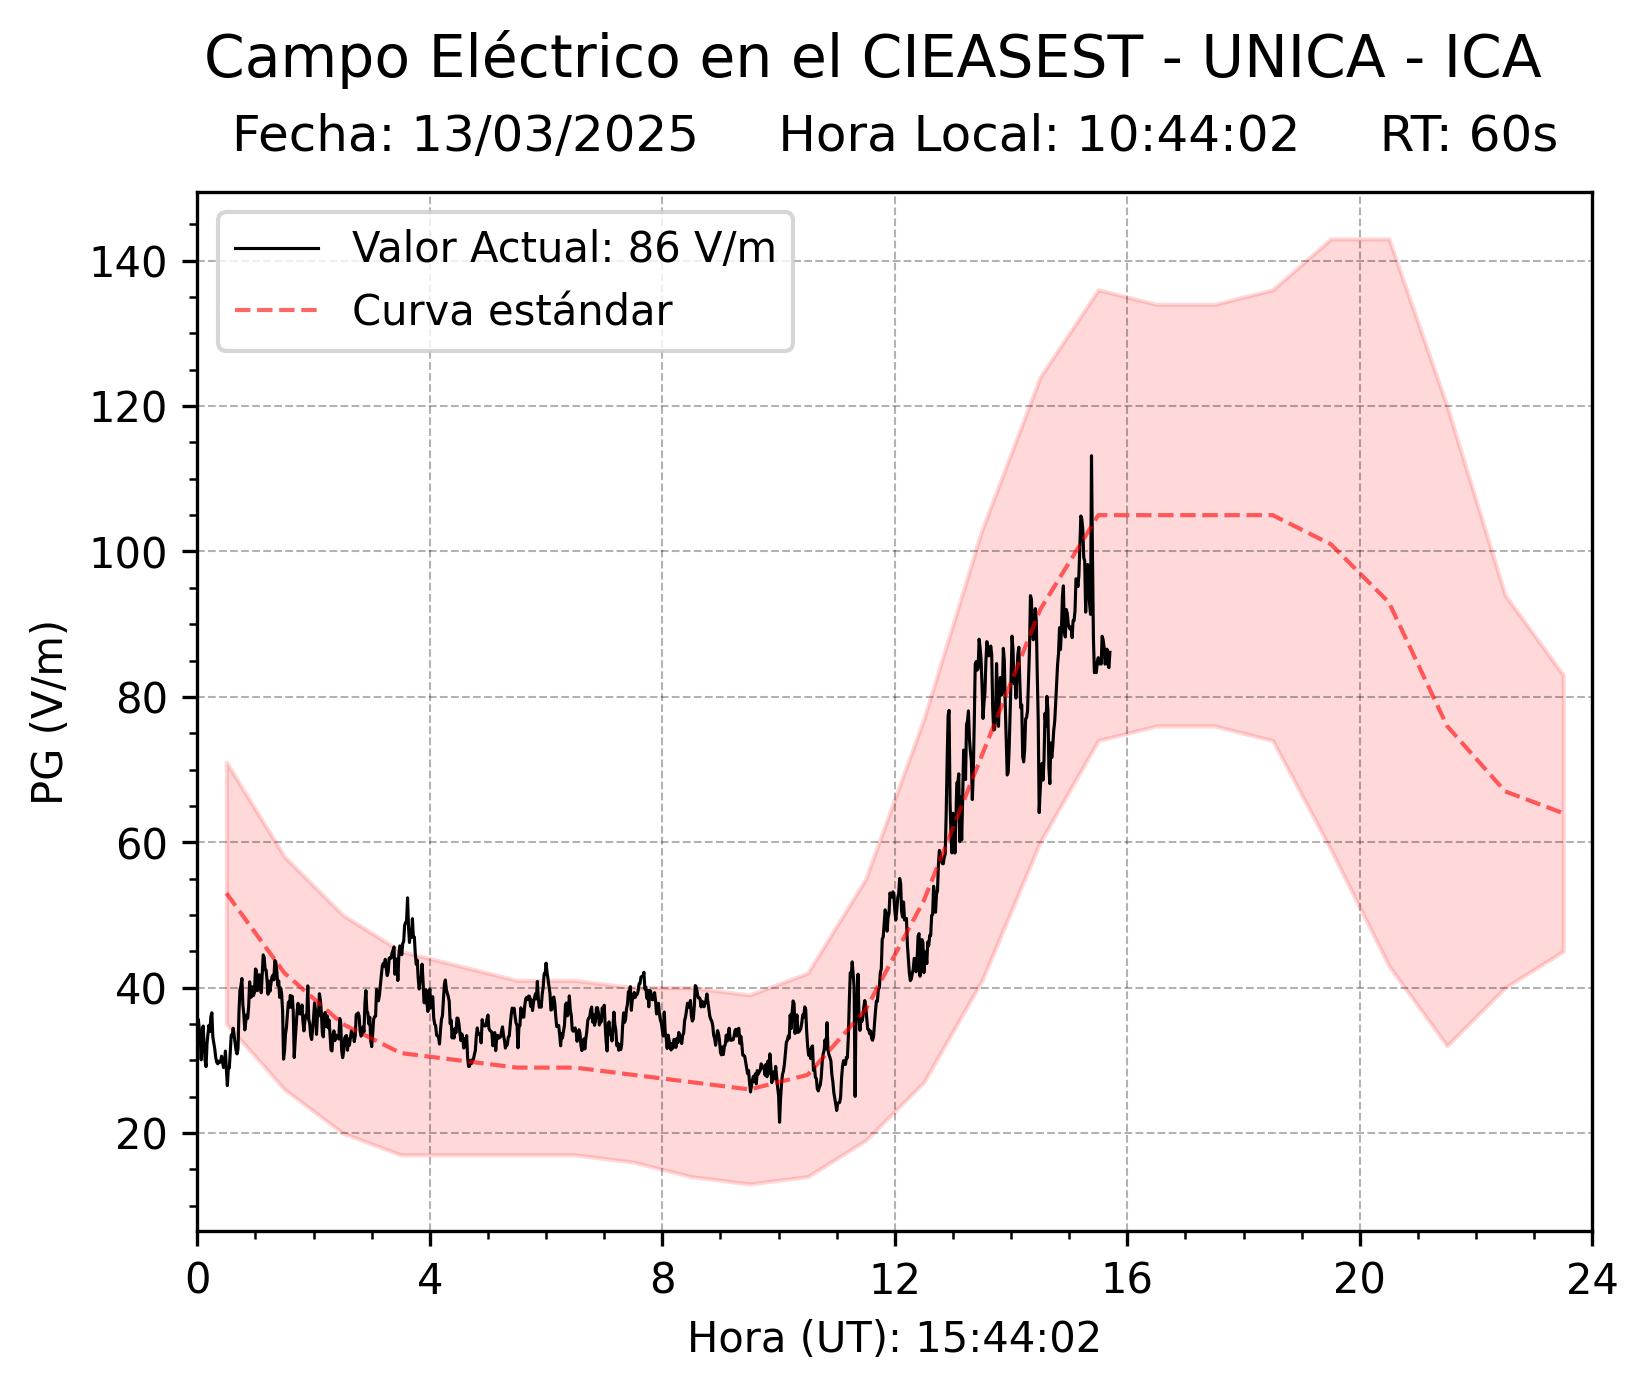 Campo Eléctrico en el CIEASEST - UNICA - ICA
Fecha: 13/03/2025 Hora Local: 10:44:02 RT: 60s
Valor Actual: 86 V/m
Curva estándar
140
120
100
80
60
40
20
PG (V/m)
0 4 8 12 16 20 24
Hora (UT): 15:44:02